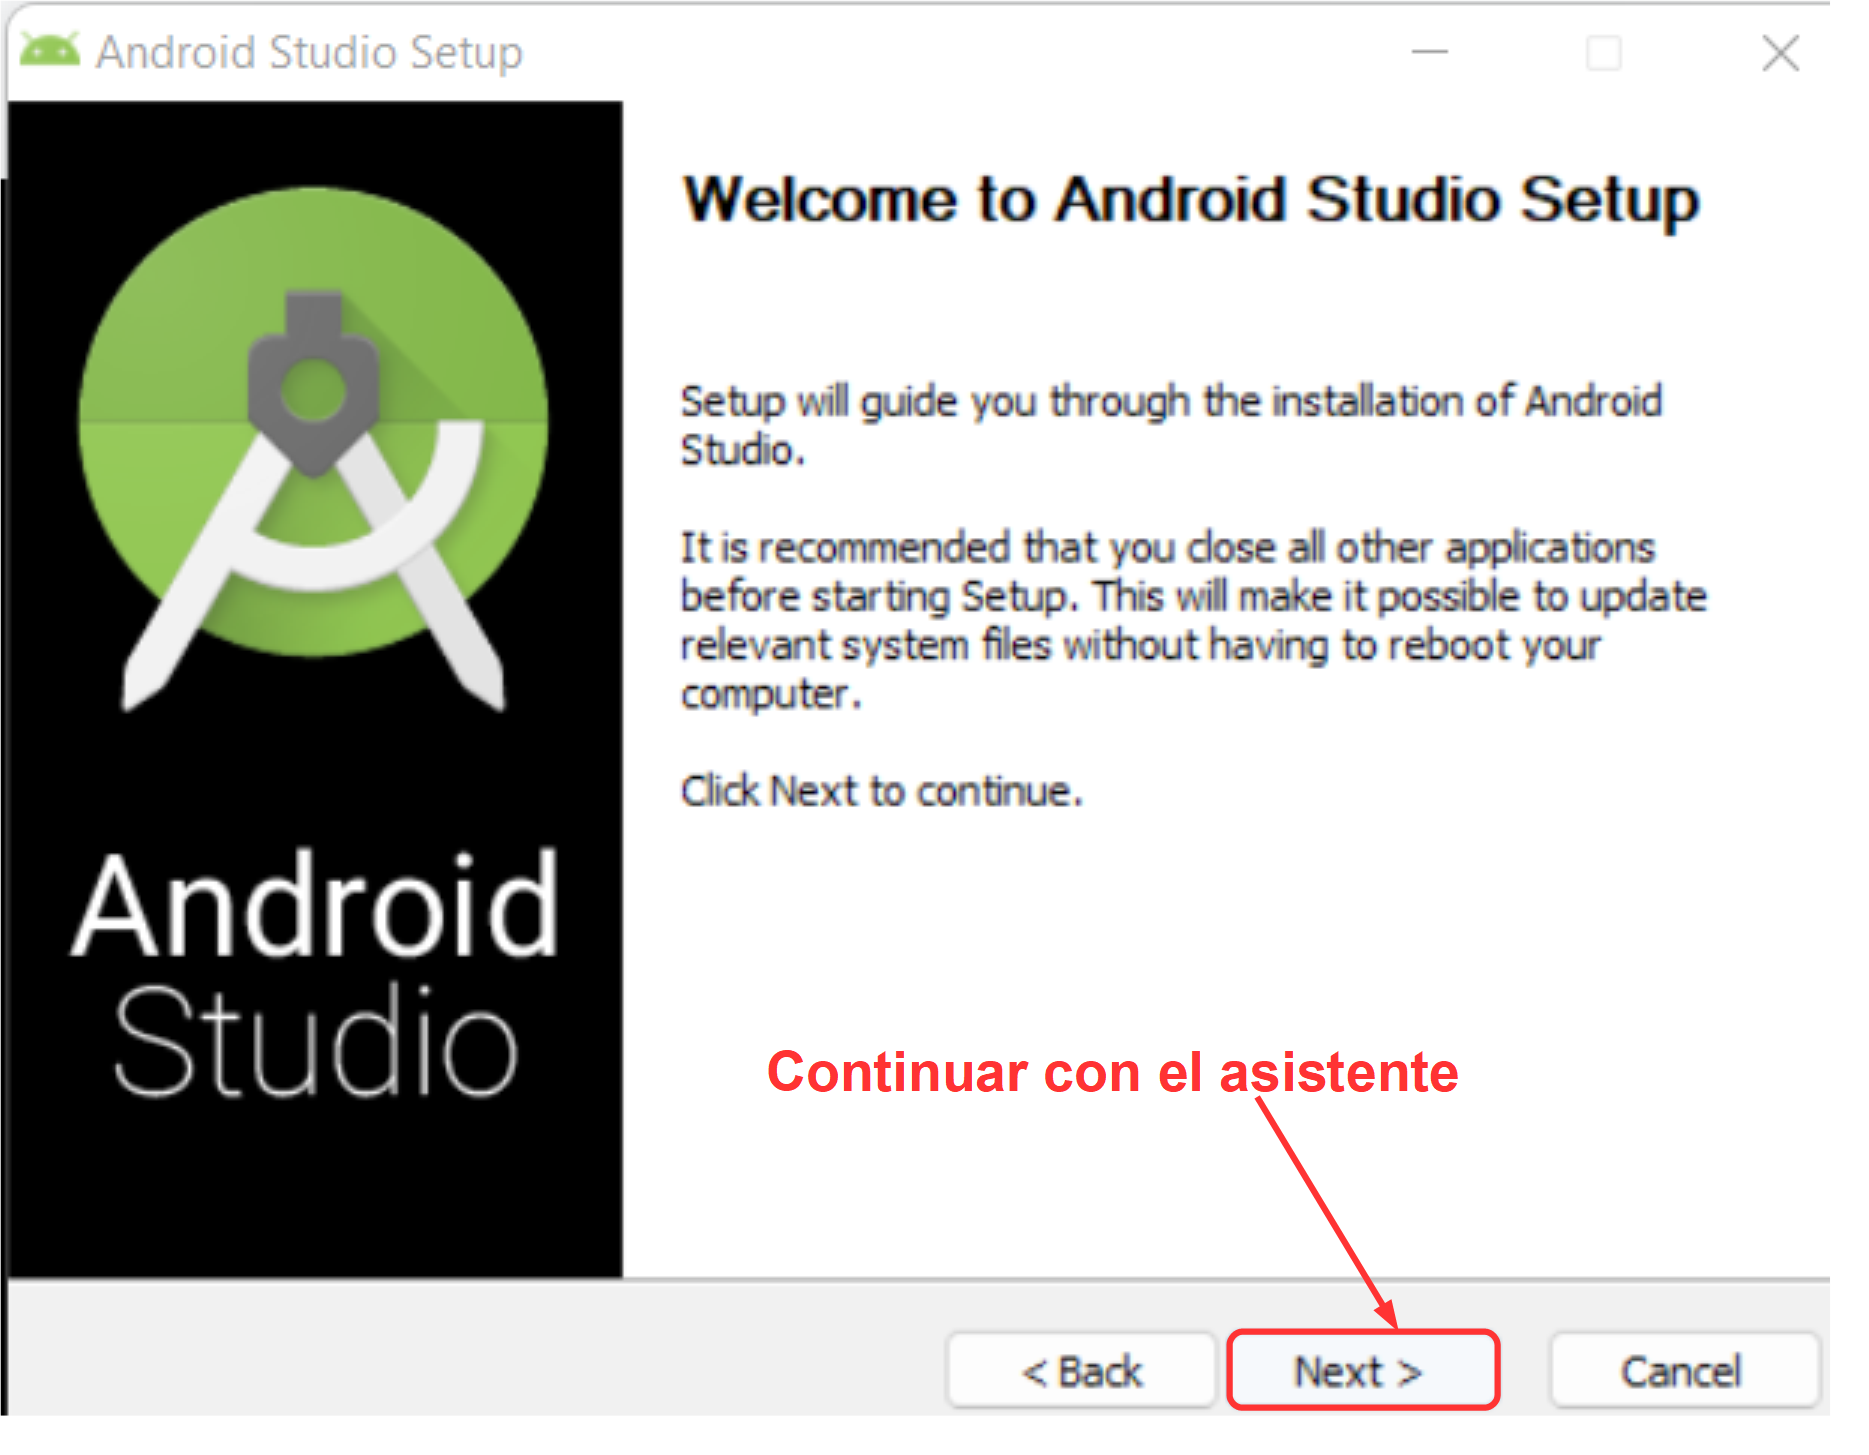 Android Studio Setup
Android
Studio
Welcome to Android Studio Setup
Setup will guide you through the installation of Android
Studio.
It is recommended that you close all other applications
before starting Setup. This will make it possible to update
relevant system files without having to reboot your
computer.
Click Next to continue.
Continuar con el asistente
< Back
Next >
Cancel